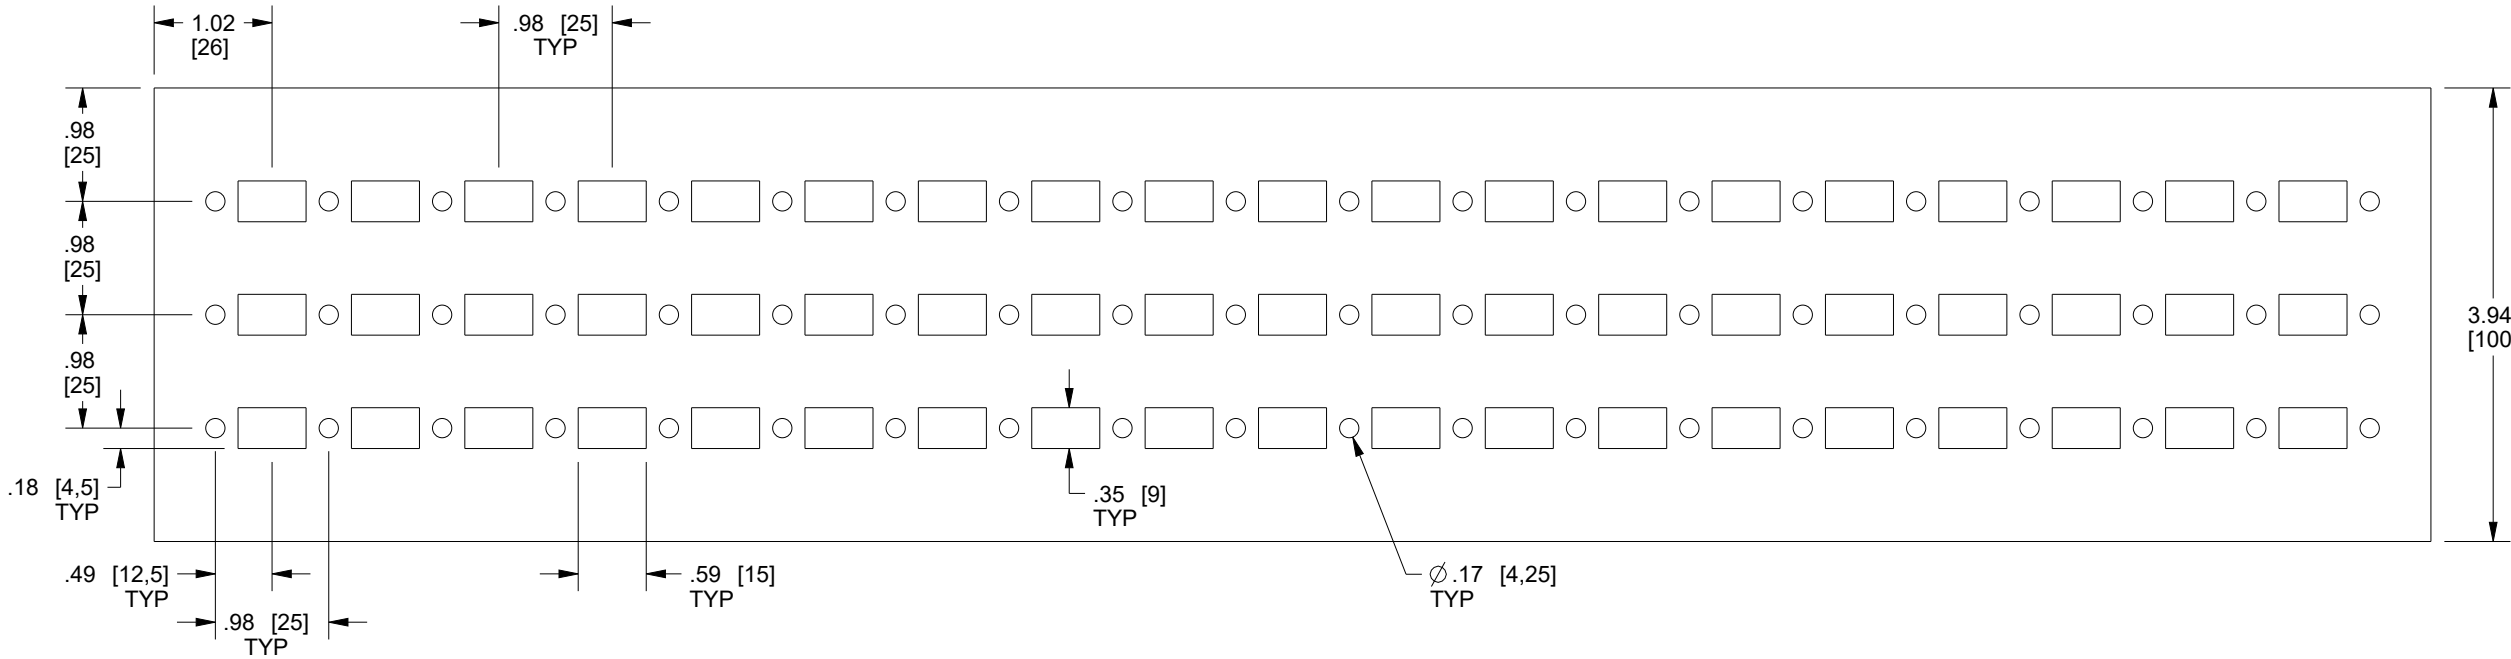 1.02
[26]
.98 [25]
TYP
.98
[25]
.98
[25]
.98
[25]
3.94
[100
.18 [4,5]
TYP
.35 [9]
TYP
.49 [12,5]
TYP
.59 [15]
TYP
Ø.17 [4,25]
TYP
.98 [25]
TYP